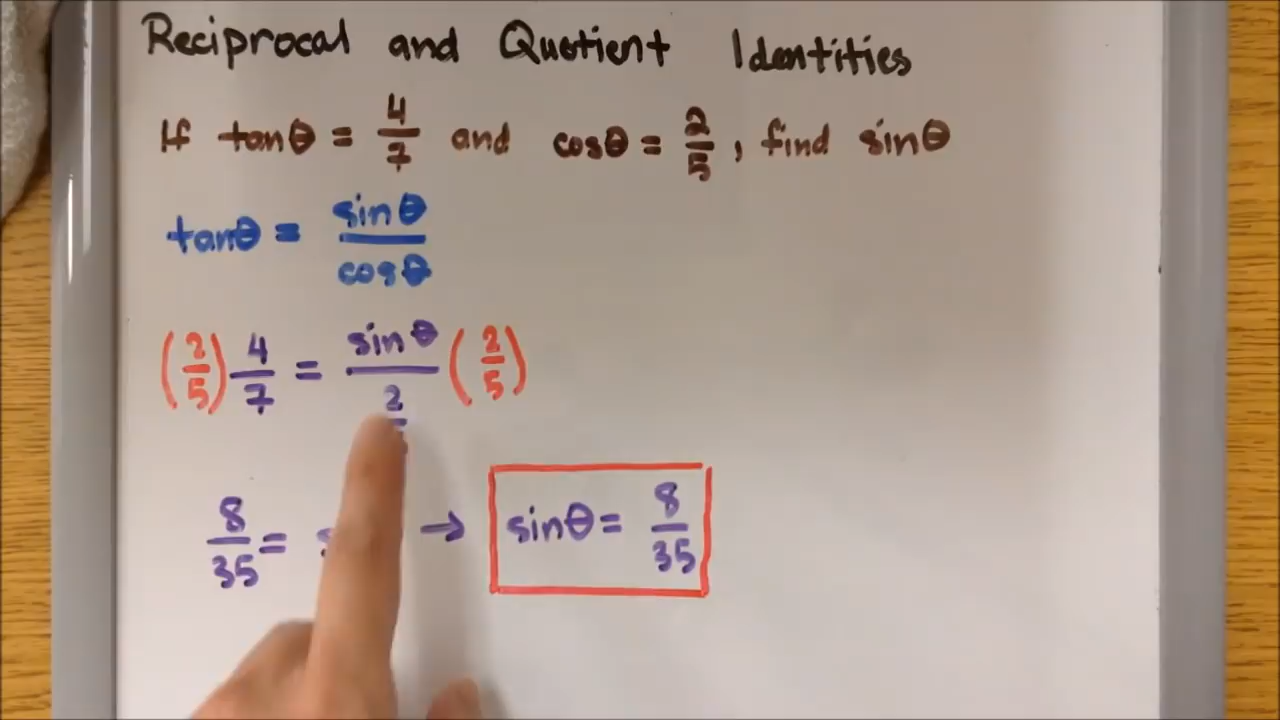 Reciprocal and Quotient Identities
If tanθ = 4/7 and cosθ = 2/5, find sinθ
tanθ = sinθ/cosθ
(2/5) 4/7 = sinθ/2 (2/5)
8/35 = → sinθ = 8/35